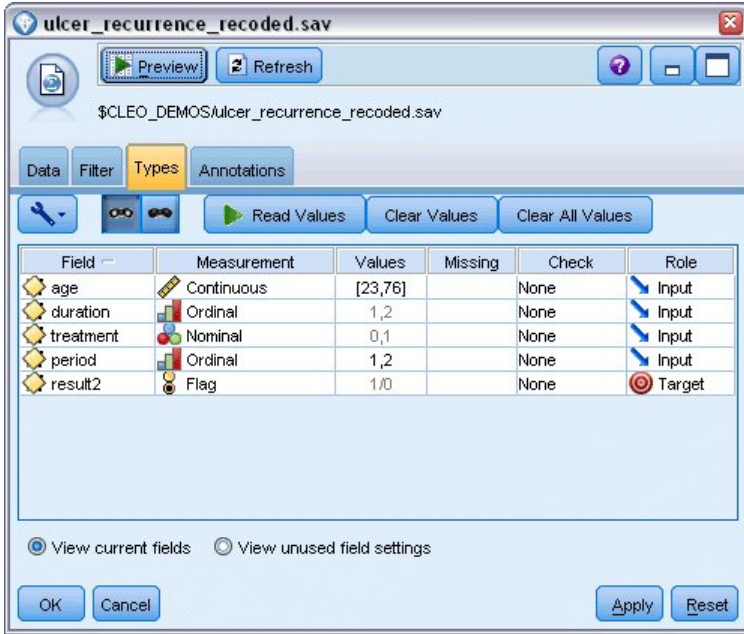 ulcer_recurrence_recoded.sav
Preview Refresh
$CLEO_DEMOS/ulcer_recurrence_recoded.sav
Data Filter Types Annotations
Read Values Clear Values Clear All Values
Field Measurement Values Missing Check Role
age Continuous [23,76] None Input
duration Ordinal 1,2 None Input
treatment Nominal 0,1 None Input
period Ordinal 1,2 None Input
result2 Flag 1/0 None Target
View current fields View unused field settings
OK Cancel Apply Reset